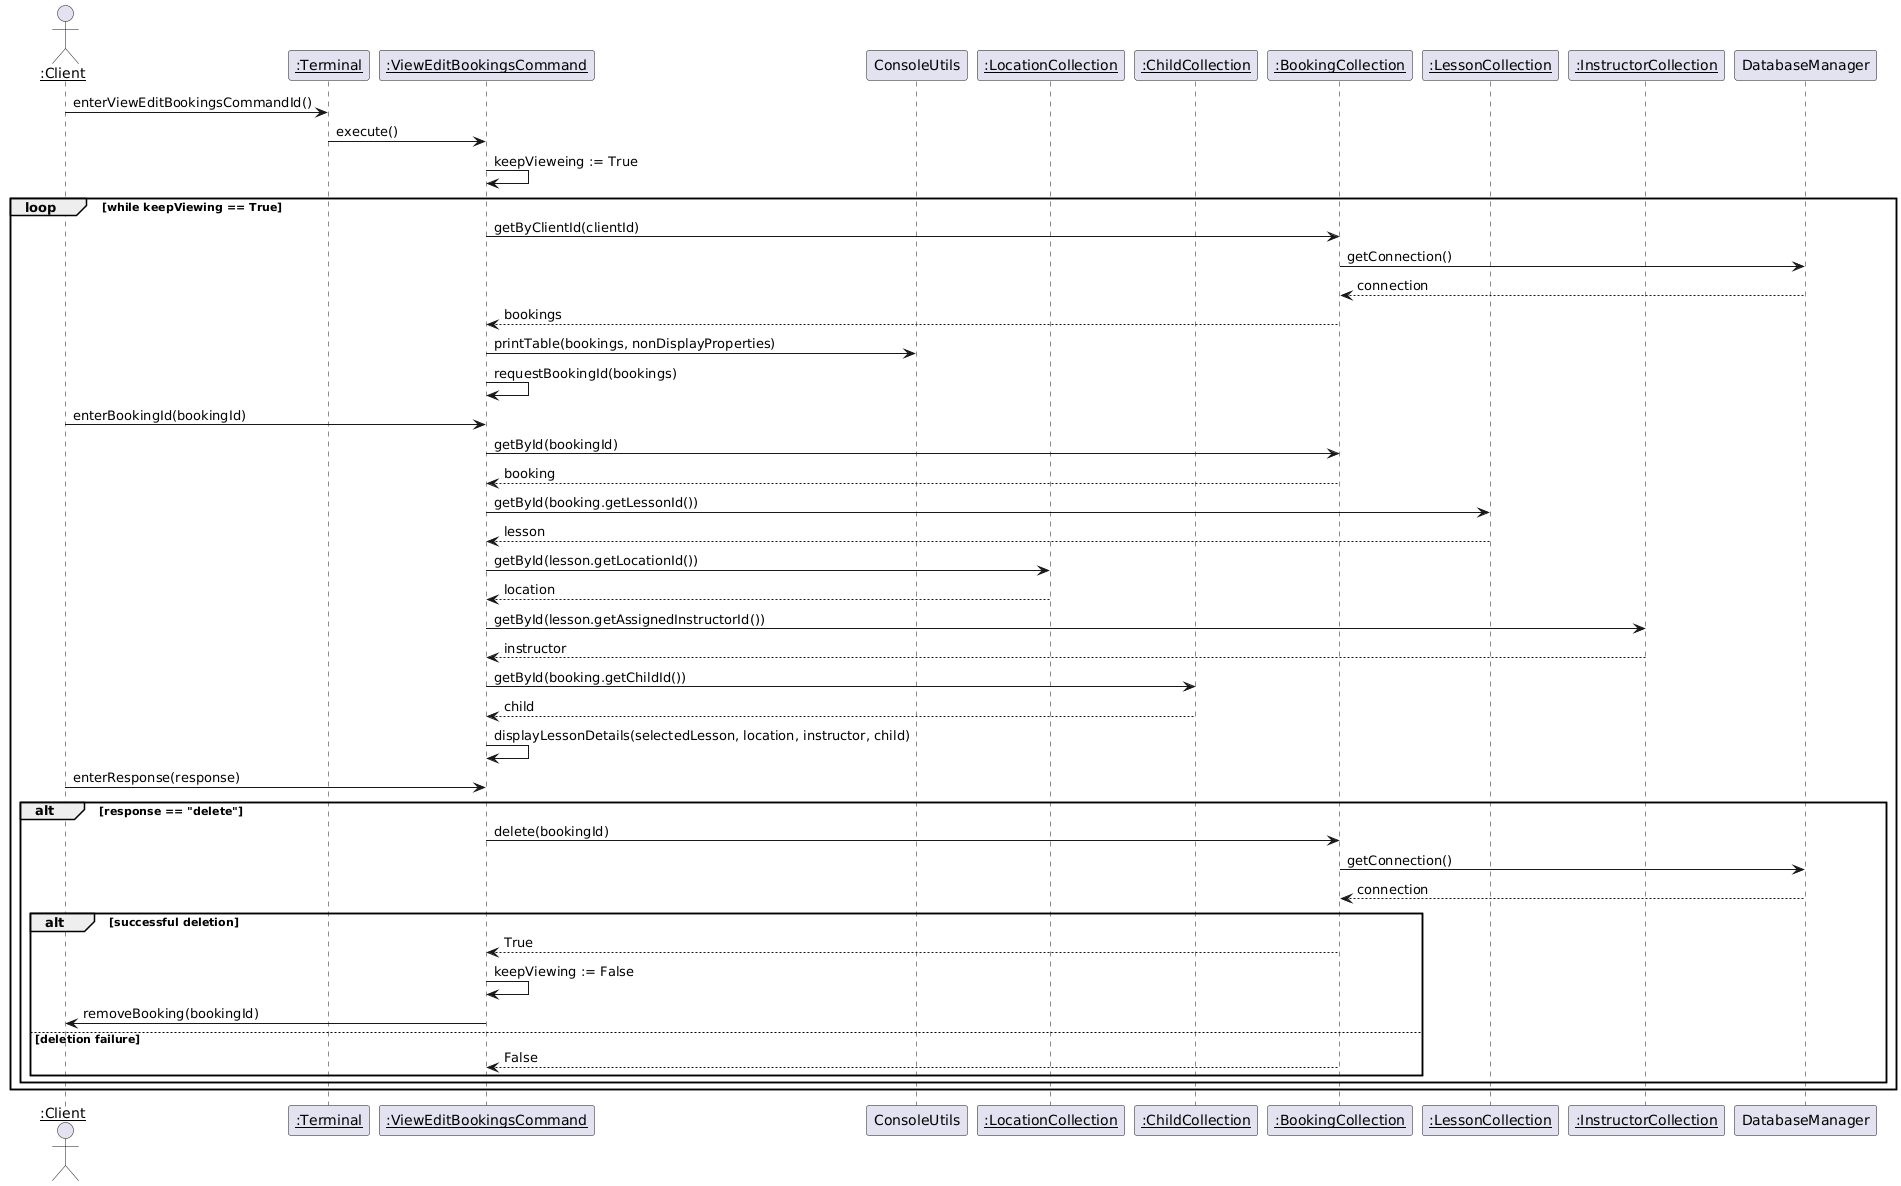 :Client
:Terminal
:ViewEditBookingsCommand
ConsoleUtils
:LocationCollection
:ChildCollection
:BookingCollection
:LessonCollection
:InstructorCollection
DatabaseManager
enterViewEditBookingsCommandId()
execute()
keepVieweing := True
loop
[while keepViewing == True]
getByClientId(clientId)
getConnection()
connection
bookings
printTable(bookings, nonDisplayProperties)
requestBookingId(bookings)
enterBookingId(bookingId)
getById(bookingId)
booking
getById(booking.getLessonId())
lesson
getById(lesson.getLocationId())
location
getById(lesson.getAssignedInstructorId())
instructor
getById(booking.getChildId())
child
displayLessonDetails(selectedLesson, location, instructor, child)
enterResponse(response)
alt
[response == "delete"]
delete(bookingId)
getConnection()
connection
alt
[successful deletion]
True
keepViewing := False
removeBooking(bookingId)
[deletion failure]
False
:Client
:Terminal
:ViewEditBookingsCommand
ConsoleUtils
:LocationCollection
:ChildCollection
:BookingCollection
:LessonCollection
:InstructorCollection
DatabaseManager